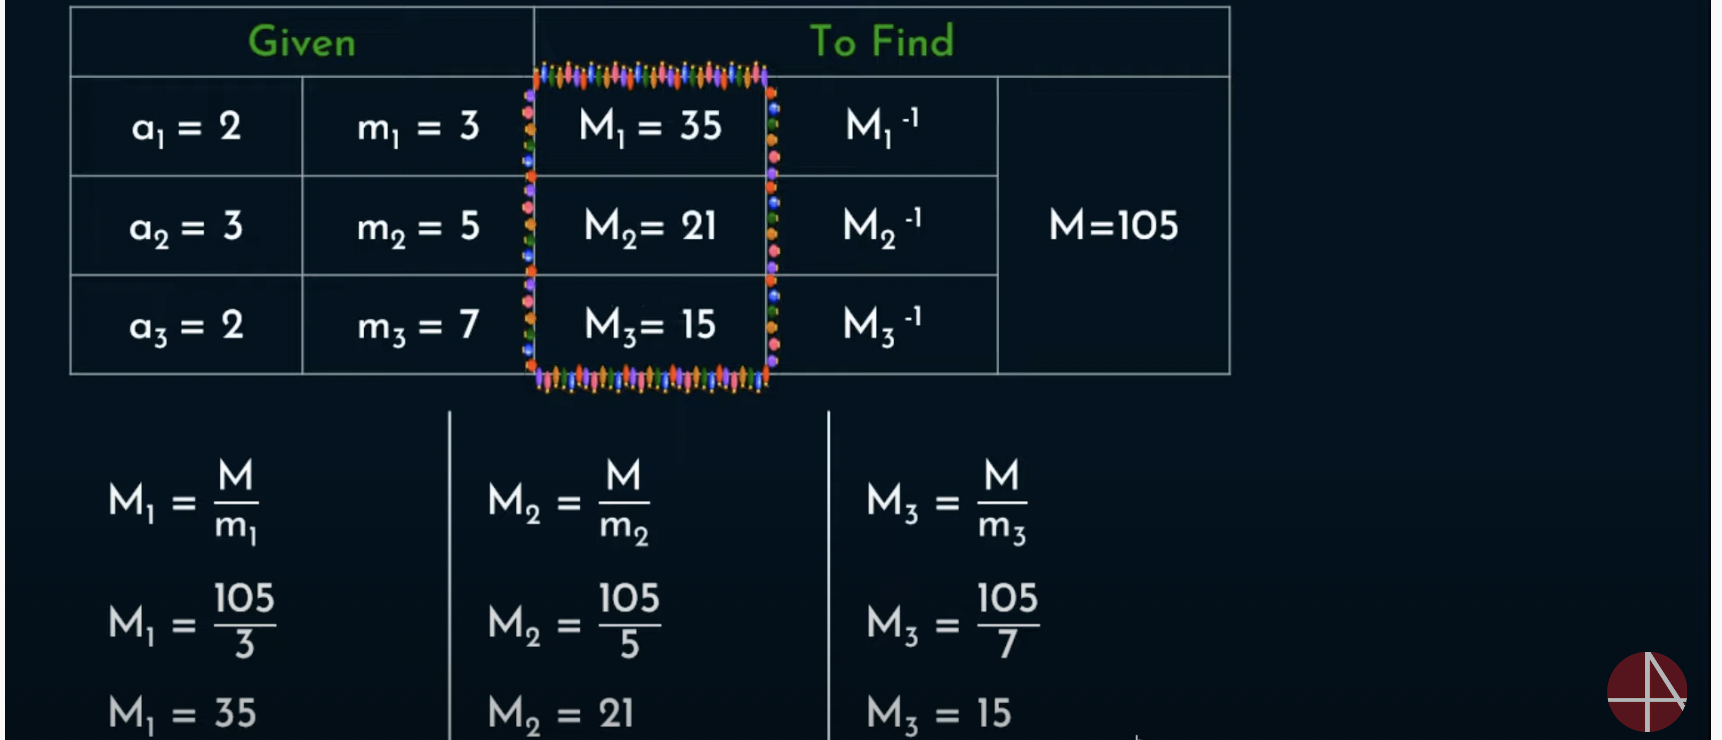 Given To Find
a₁ = 2 m₁ = 3 M₁ = 35 M₁⁻¹
a₂ = 3 m₂ = 5 M₂= 21 M₂⁻¹ M=105
a₃ = 2 m₃ = 7 M₃= 15 M₃⁻¹
M₁ = M/m₁ M₂ = M/m₂ M₃ = M/m₃
M₁ = 105/3 M₂ = 105/5 M₃ = 105/7
M₁ = 35 M₂ = 21 M₃ = 15